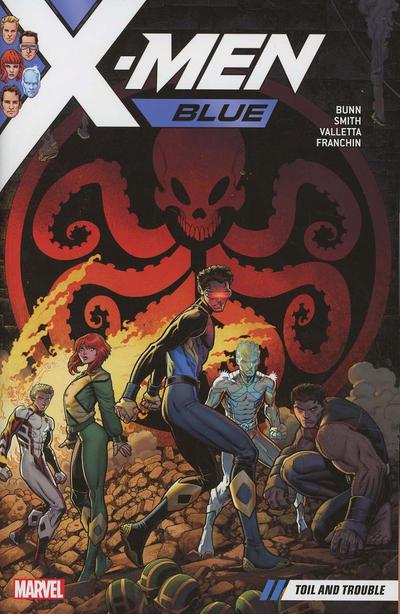 X-MEN
BLUE
BUNN
SMITH
VALLETTA
FRANCHIN
MARVEL
TOIL AND TROUBLE